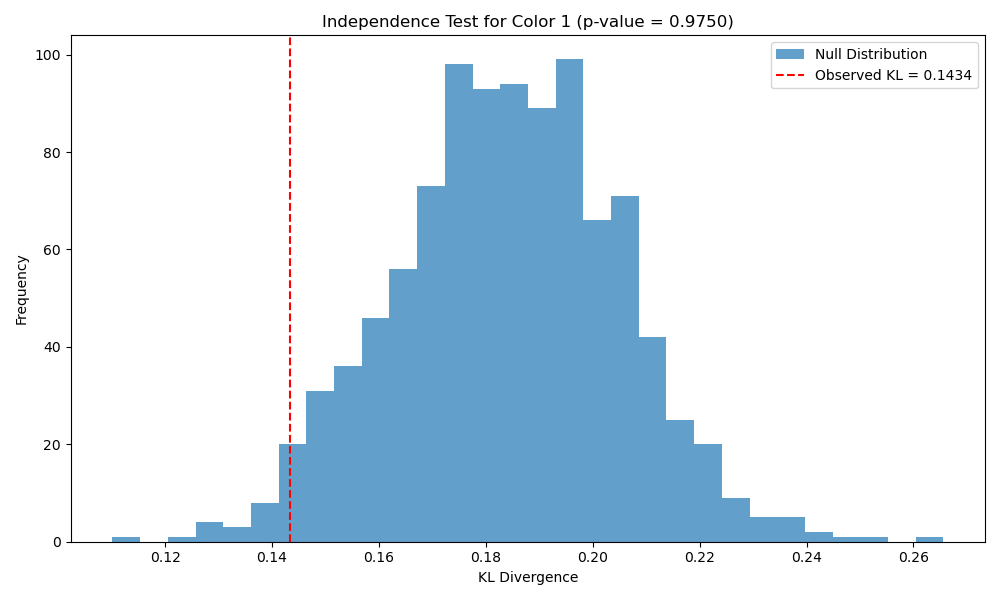 Independence Test for Color 1 (p-value = 0.9750)
Null Distribution
Observed KL = 0.1434
Frequency
100
80
60
40
20
0
0.12 0.14 0.16 0.18 0.20 0.22 0.24 0.26
KL Divergence